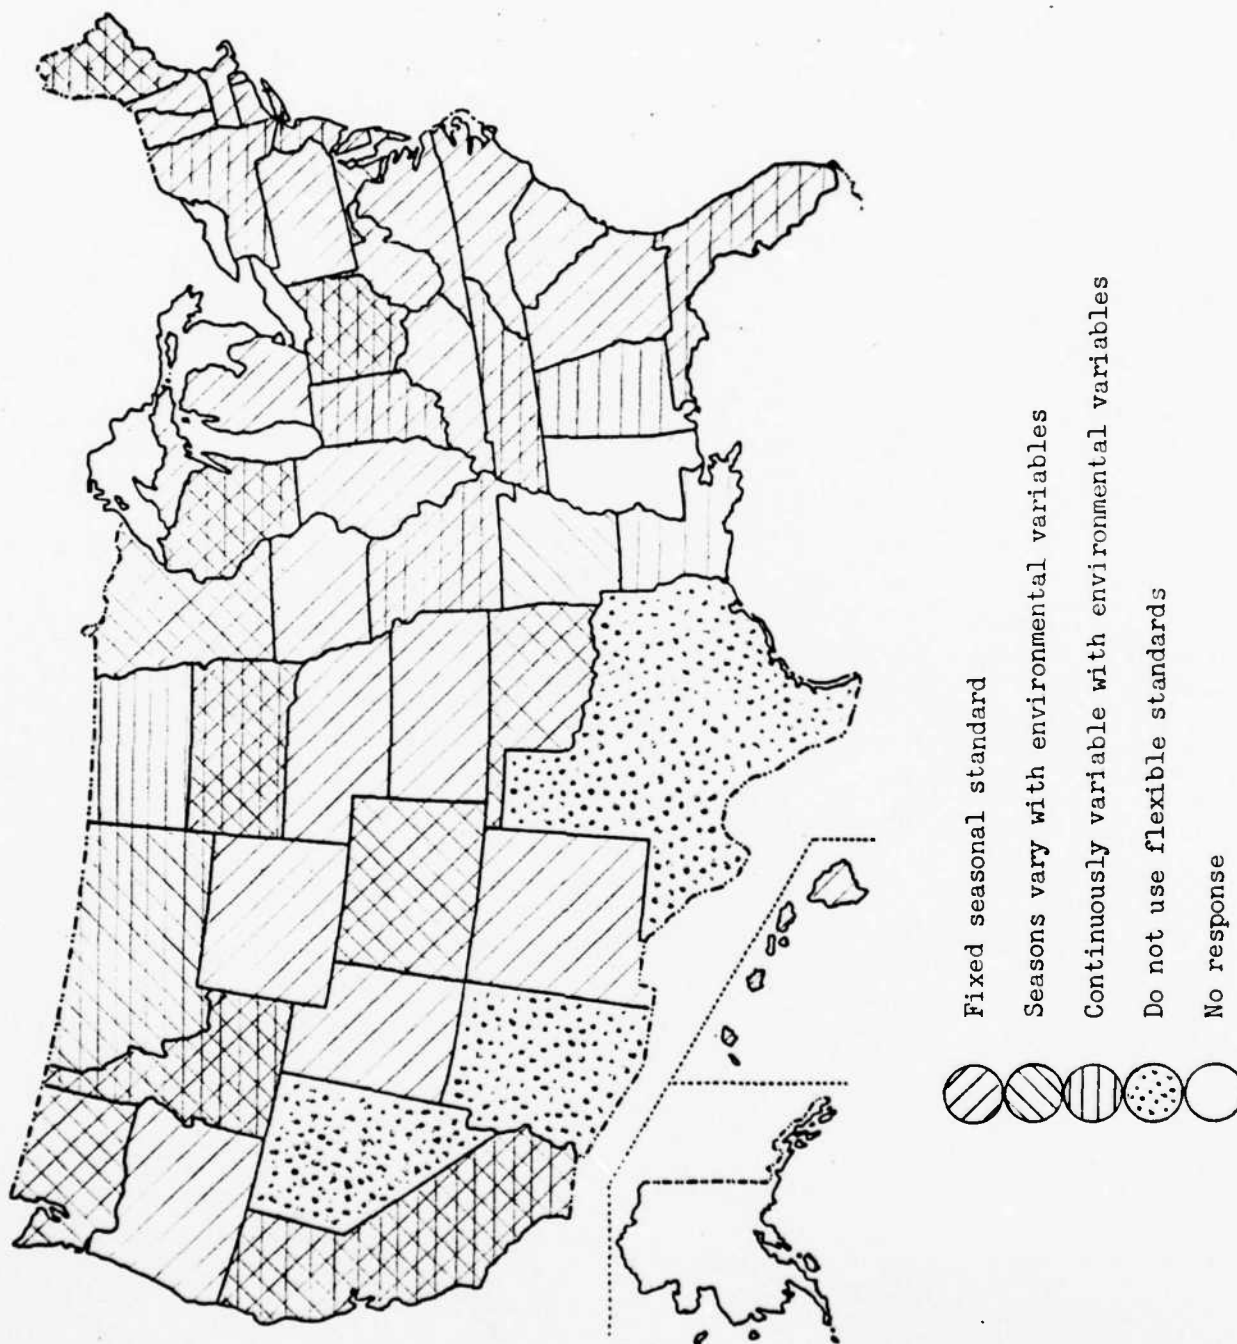 Fixed seasonal standard
Seasons vary with environmental variables
Continuously variable with environmental variables
Do not use flexible standards
No response